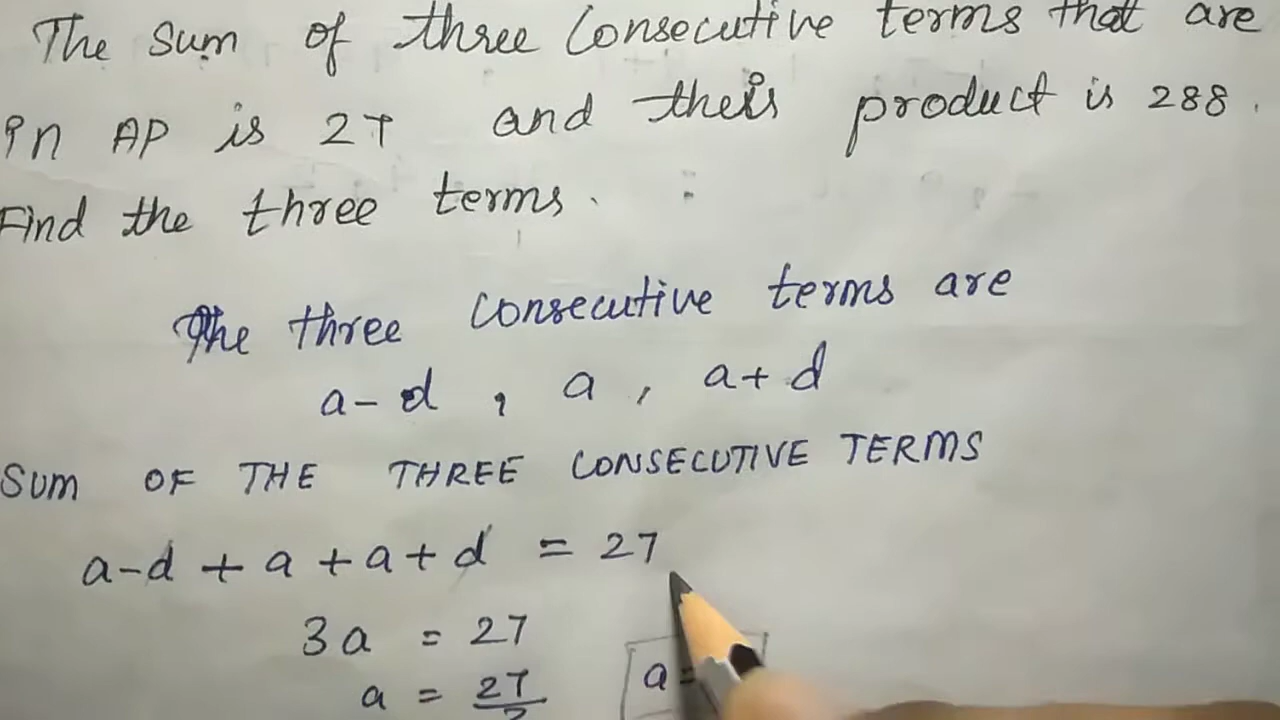 The sum of three consecutive terms that are
in AP is 27 and their product is 288.
Find the three terms.
The three consecutive terms are
a-d, a, a+d
SUM OF THE THREE CONSECUTIVE TERMS
a-d + a + a + d = 27
3a = 27
a = 27/3
a =